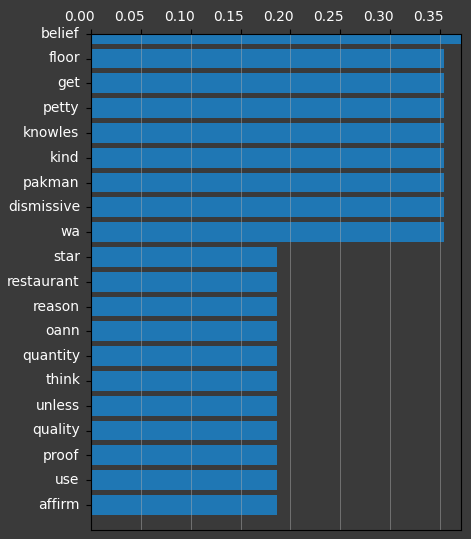 0.00 0.05 0.10 0.15 0.20 0.25 0.30 0.35
belief
floor
get
petty
knowles
kind
pakman
dismissive
wa
star
restaurant
reason
oann
quantity
think
unless
quality
proof
use
affirm